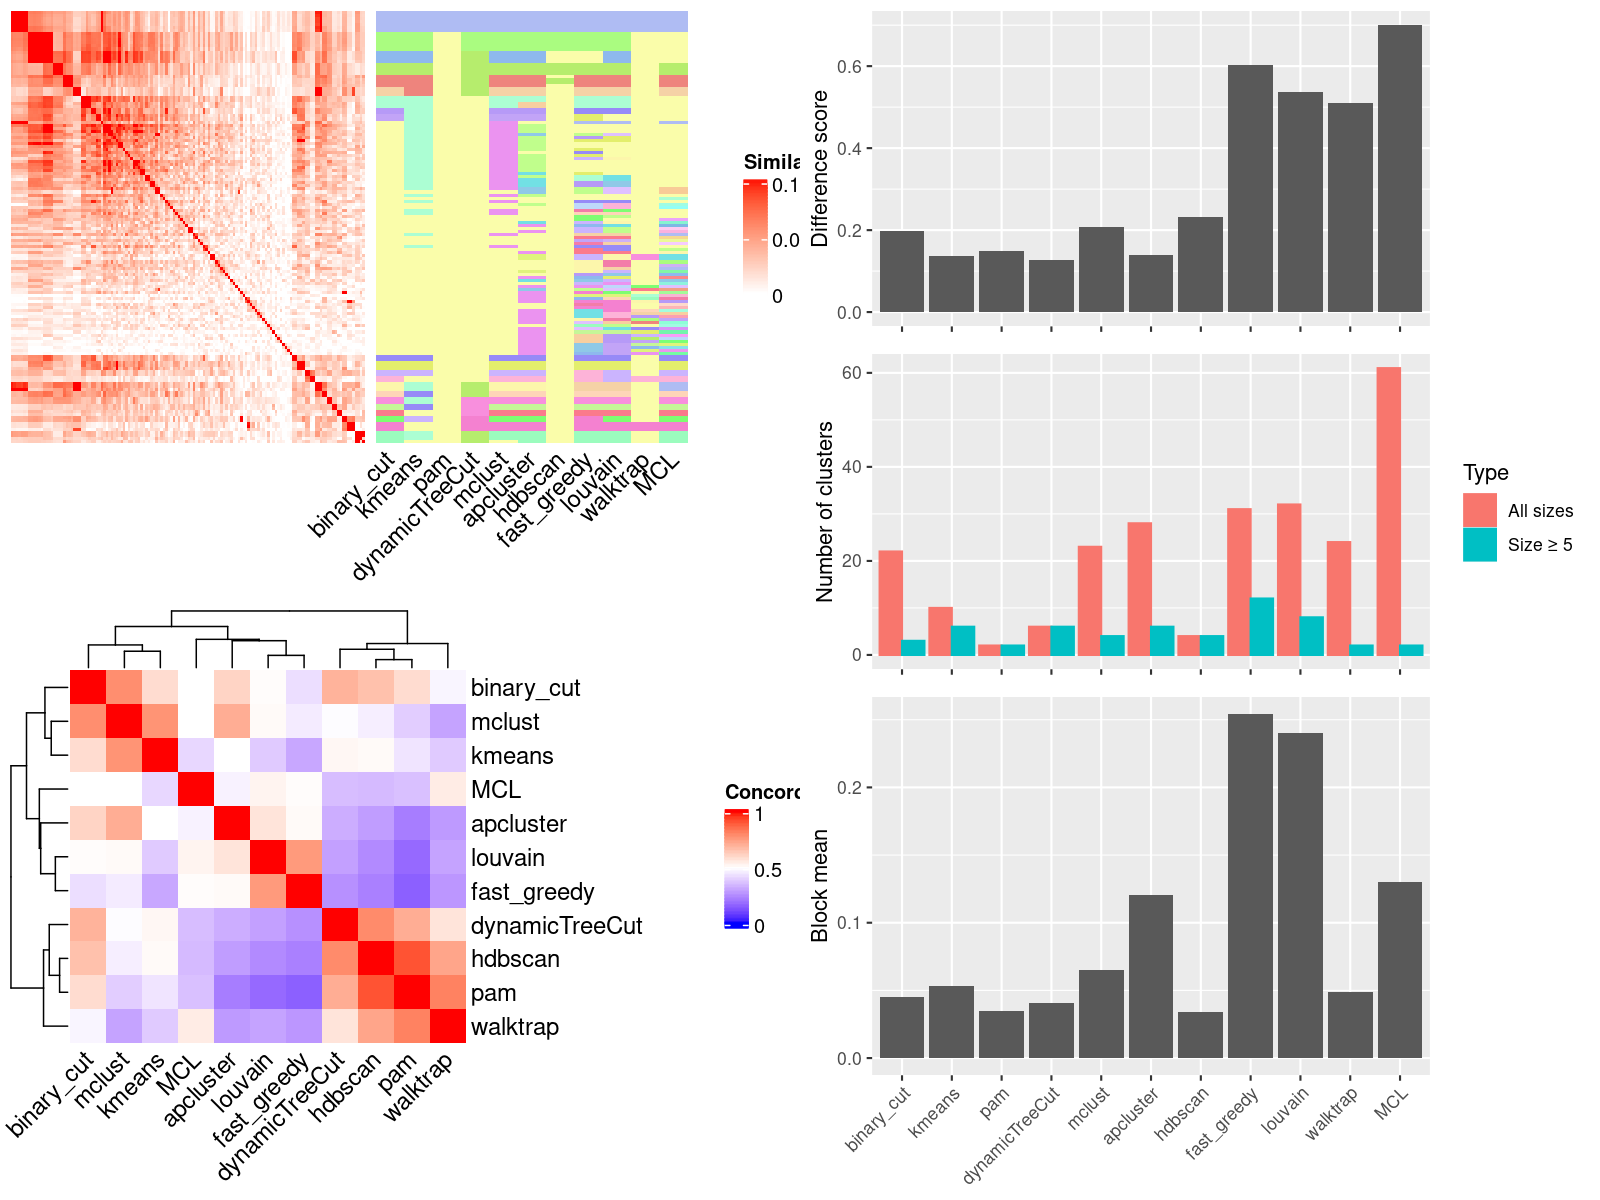 Simila
0.1
0.0
0
binary_cut
kmeans
pam
dynamicTreeCut
mclust
apcluster
hdbscan
fast_greedy
louvain
walktrap
MCL
binary_cut
mclust
kmeans
MCL
apcluster
louvain
fast_greedy
dynamicTreeCut
hdbscan
pam
walktrap
Concord
1
0.5
0
binary_cut
mclust
kmeans
MCL
apcluster
louvain
fast_greedy
dynamicTreeCut
hdbscan
pam
walktrap
Difference score
0.6
0.4
0.2
0.0
Number of clusters
60
40
20
0
Type
All sizes
Size ≥ 5
Block mean
0.2
0.1
0.0
binary_cut
kmeans
pam
dynamicTreeCut
mclust
apcluster
hdbscan
fast_greedy
louvain
walktrap
MCL